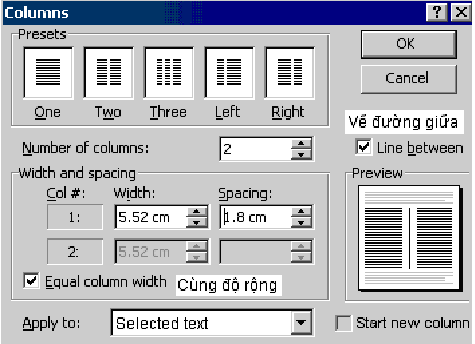 Columns
Presets
OK
Cancel
One Two Three Left Right
Vẽ đường giữa
Number of columns: 2
Line between
Width and spacing
Preview
Col #: Width: Spacing:
1: 5.52 cm 1.8 cm
2: 5.52 cm
Equal column width Cùng độ rộng
Apply to: Selected text
Start new column